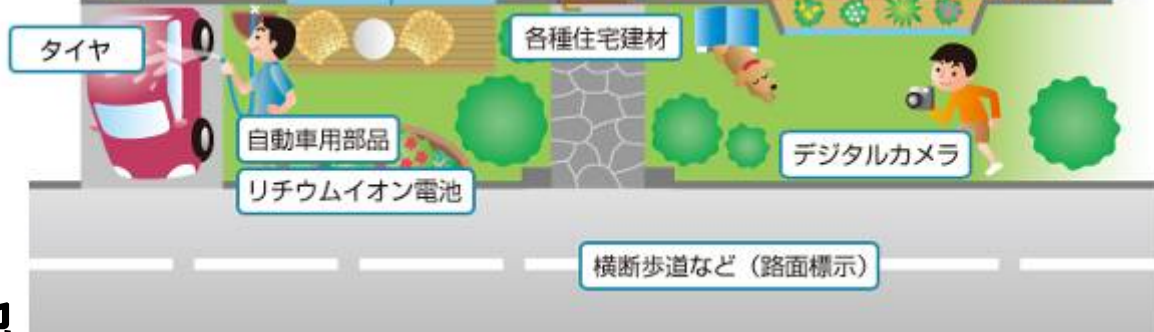 タイヤ
各種住宅建材
自動車用部品
デジタルカメラ
リチウムイオン電池
横断歩道など（路面標示）